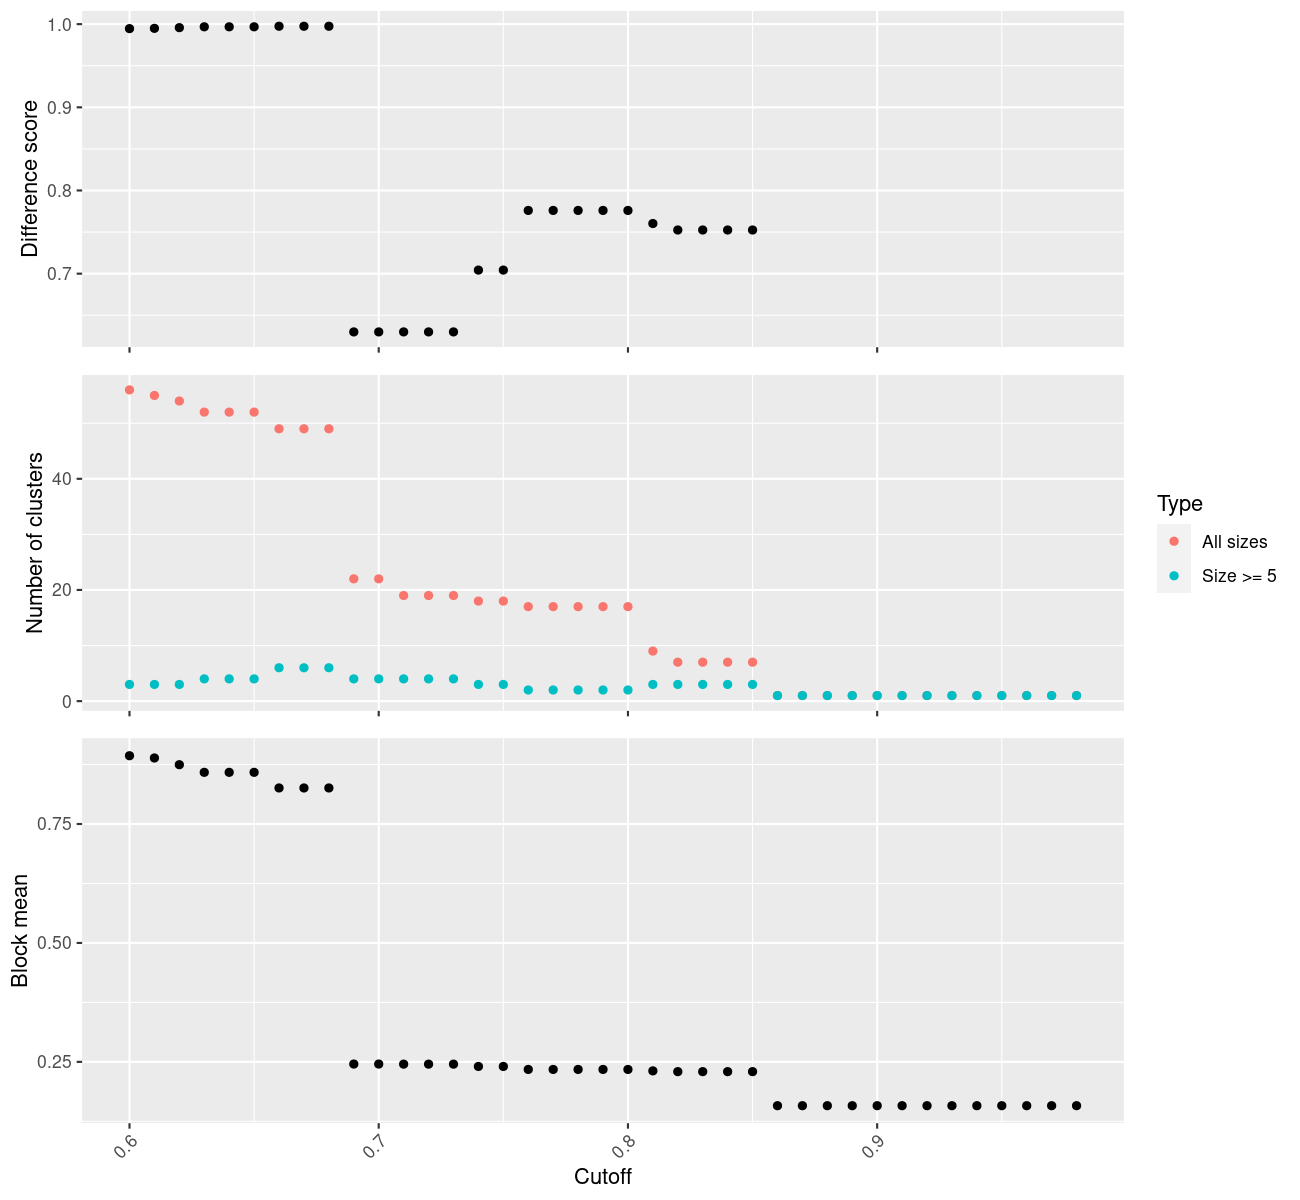 Difference score
1.0
0.9
0.8
0.7
Number of clusters
40
20
0
Type
All sizes
Size >= 5
Block mean
0.75
0.50
0.25
0.6
0.7
0.8
0.9
Cutoff